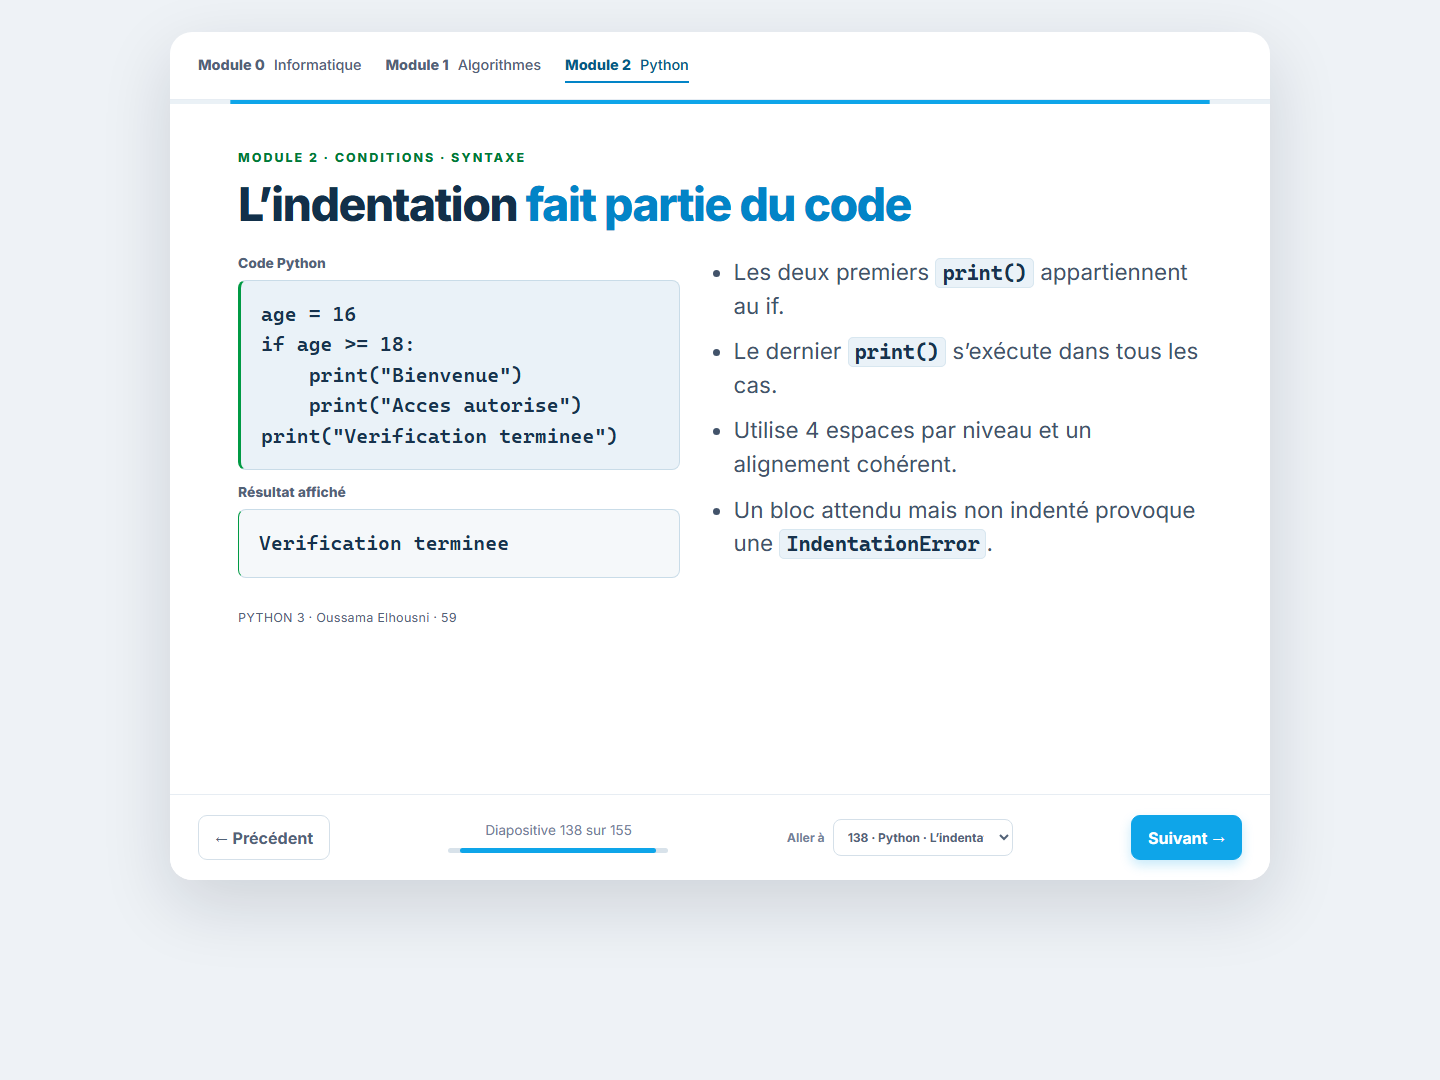 Module 0 Informatique Module 1 Algorithmes Module 2 Python
MODULE 2 · CONDITIONS · SYNTAXE
L’indentation fait partie du code
Code Python
age = 16
if age >= 18:
    print("Bienvenue")
    print("Acces autorise")
print("Verification terminee")
Résultat affiché
Verification terminee
Les deux premiers print() appartiennent
au if.
Le dernier print() s’exécute dans tous les
cas.
Utilise 4 espaces par niveau et un
alignement cohérent.
Un bloc attendu mais non indenté provoque
une IndentationError.
PYTHON 3 · Oussama Elhousni · 59
← Précédent
Diapositive 138 sur 155
Aller à 138 · Python · L’indenta
Suivant →